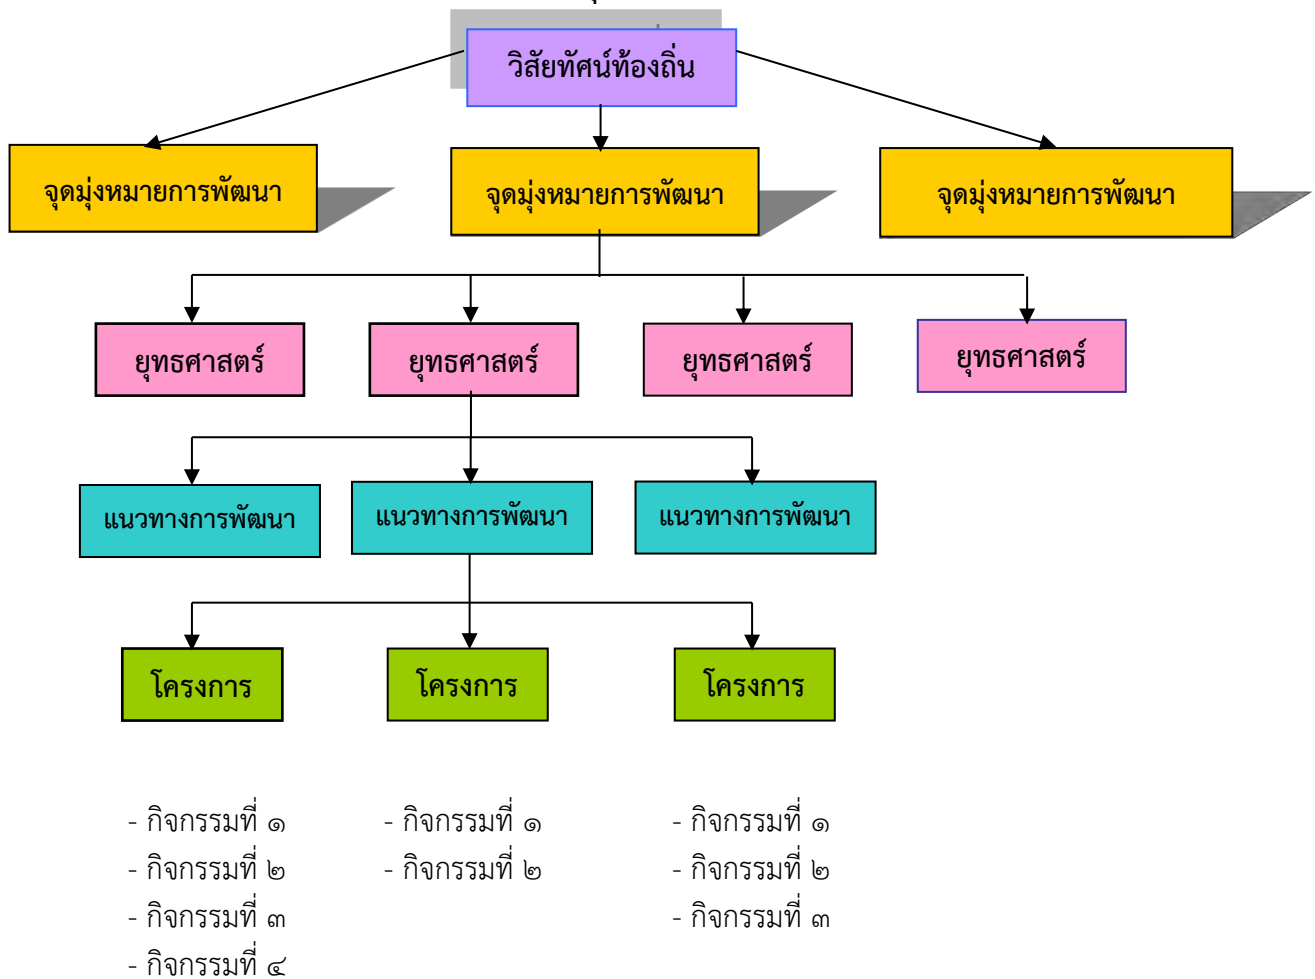 วิสัยทัศน์ท้องถิ่น
จุดมุ่งหมายการพัฒนา
จุดมุ่งหมายการพัฒนา
จุดมุ่งหมายการพัฒนา
ยุทธศาสตร์
ยุทธศาสตร์
ยุทธศาสตร์
ยุทธศาสตร์
แนวทางการพัฒนา
แนวทางการพัฒนา
แนวทางการพัฒนา
โครงการ
โครงการ
โครงการ
- กิจกรรมที่ ๑
- กิจกรรมที่ ๒
- กิจกรรมที่ ๓
- กิจกรรมที่ ๔
- กิจกรรมที่ ๑
- กิจกรรมที่ ๒
- กิจกรรมที่ ๑
- กิจกรรมที่ ๒
- กิจกรรมที่ ๓